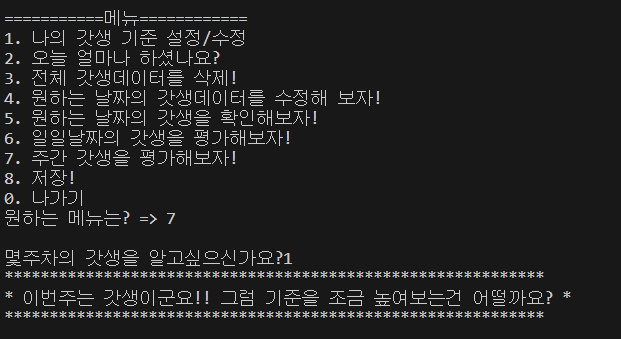 ===========메뉴============
1. 나의 갓생 기준 설정/수정
2. 오늘 얼마나 하셨나요?
3. 전체 갓생데이터를 삭제!
4. 원하는 날짜의 갓생데이터를 수정해 보자!
5. 원하는 날짜의 갓생을 확인해보자!
6. 일일날짜의 갓생을 평가해보자!
7. 주간 갓생을 평가해보자!
8. 저장!
0. 나가기
원하는 메뉴는? => 7
몇주차의 갓생을 알고싶으신가요?1
************************************************************
* 이번주는 갓생이군요!! 그럼 기준을 조금 높여보는건 어떨까요? *
************************************************************